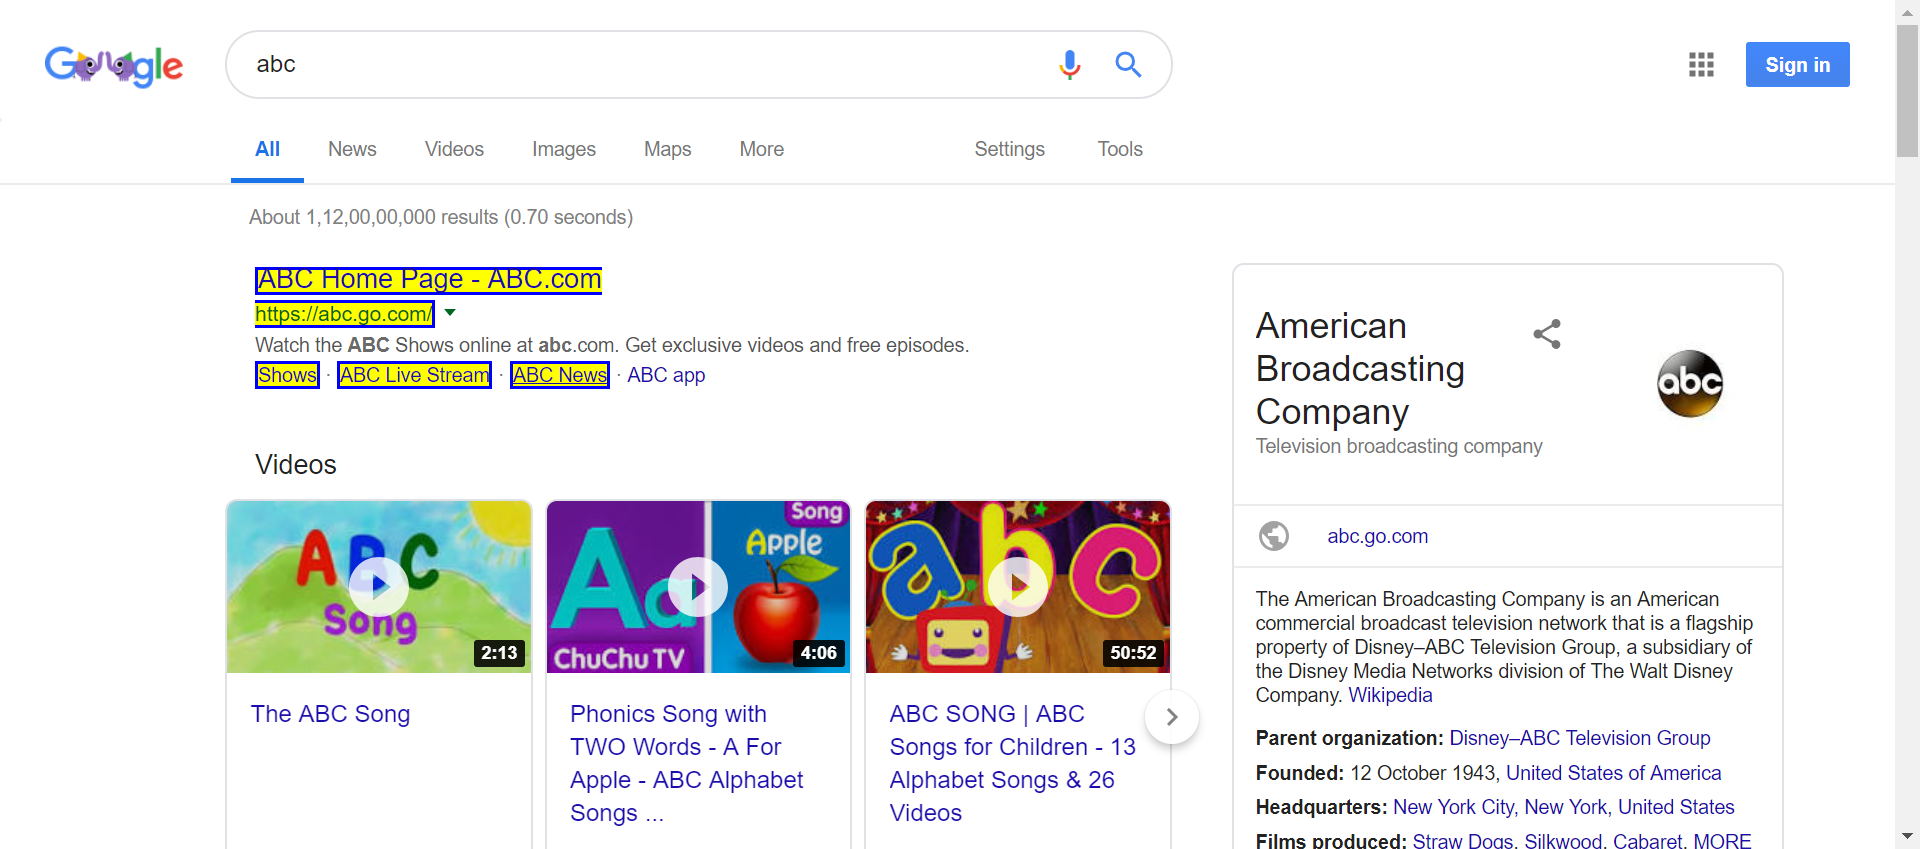 Google
abc
Sign in
All
News
Videos
Images
Maps
More
Settings
Tools
About 1,12,00,00,000 results (0.70 seconds)
ABC Home Page - ABC.com
https://abc.go.com/
Watch the ABC Shows online at abc.com. Get exclusive videos and free episodes.
Shows · ABC Live Stream · ABC News · ABC app
Videos
ABC
Song
2:13
The ABC Song
Song
Aa
Apple
ChuChu TV
4:06
Phonics Song with
TWO Words - A For
Apple - ABC Alphabet
Songs ...
abc
50:52
ABC SONG | ABC
Songs for Children - 13
Alphabet Songs & 26
Videos
American
Broadcasting
Company
Television broadcasting company
abc
abc.go.com
The American Broadcasting Company is an American
commercial broadcast television network that is a flagship
property of Disney–ABC Television Group, a subsidiary of
the Disney Media Networks division of The Walt Disney
Company. Wikipedia
Parent organization: Disney–ABC Television Group
Founded: 12 October 1943, United States of America
Headquarters: New York City, New York, United States
Films produced: Straw Dogs, Silkwood, Cabaret, MORE